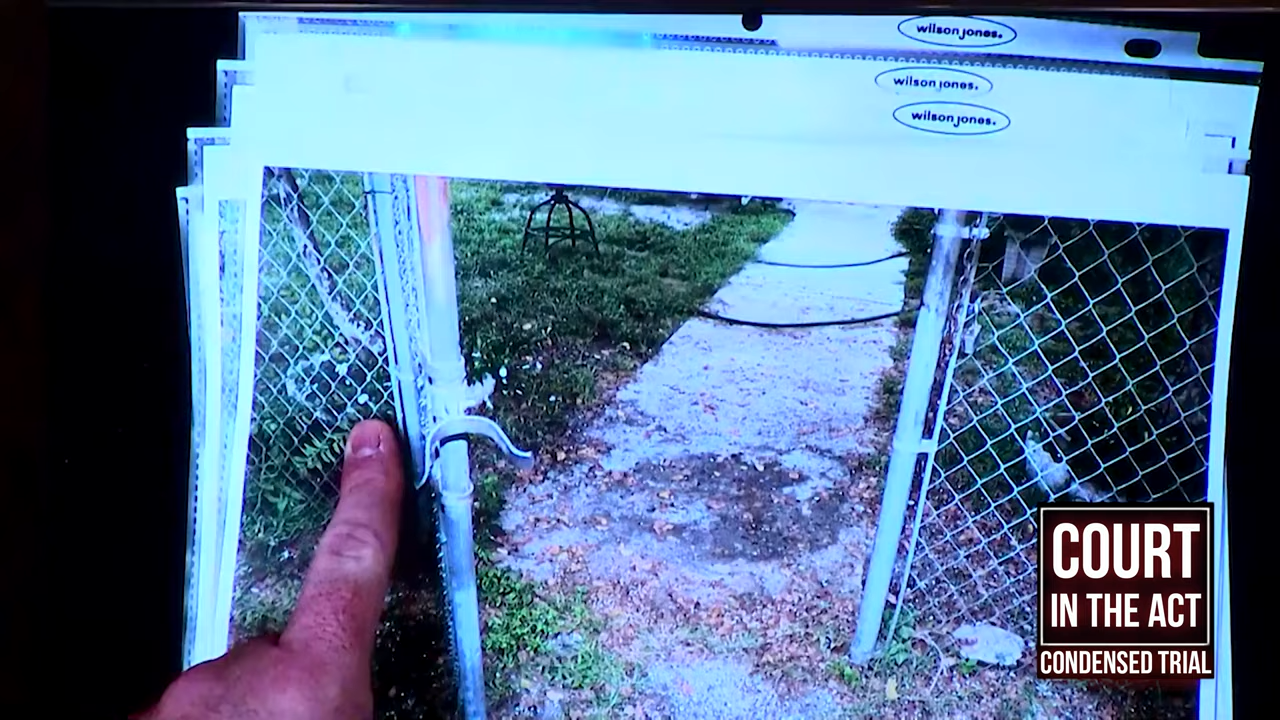 wilson jones.
wilson jones.
wilson jones.
COURT
IN THE ACT
CONDENSED TRIAL